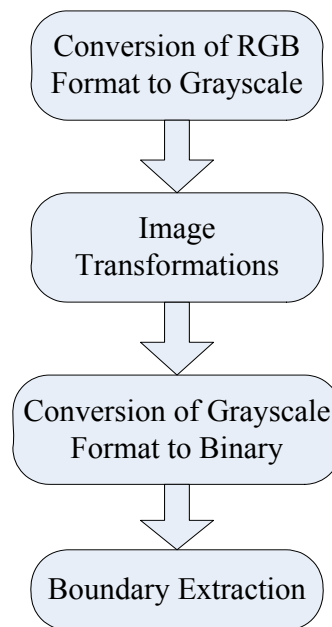 Conversion of RGB
Format to Grayscale
Image
Transformations
Conversion of Grayscale
Format to Binary
Boundary Extraction